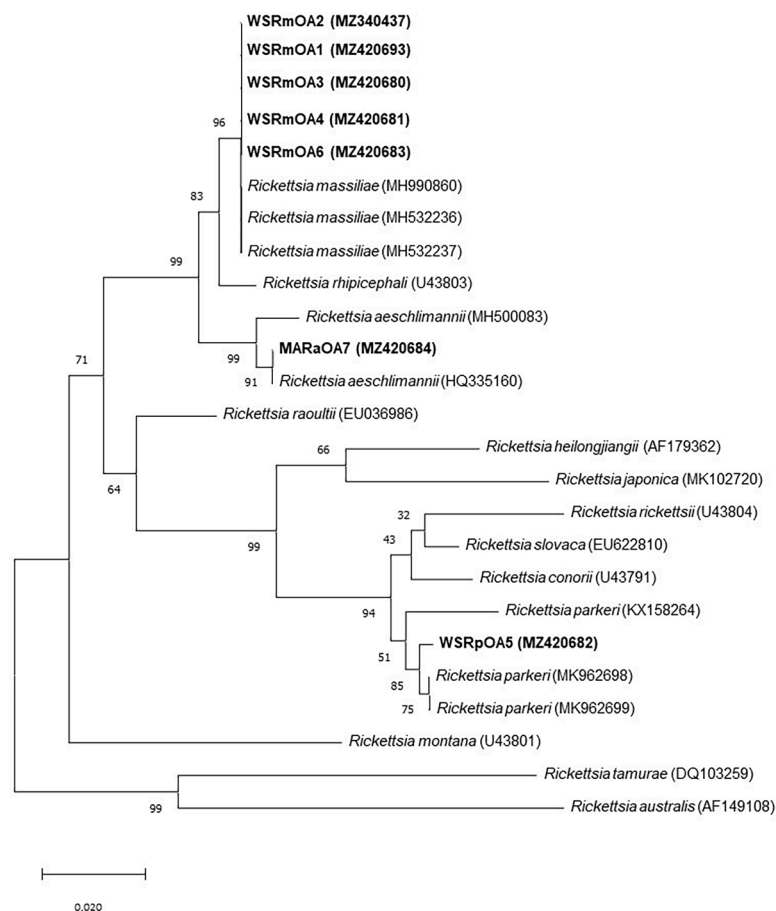 WSRmOA2 (MZ340437)
WSRmOA1 (MZ420693)
WSRmOA3 (MZ420680)
WSRmOA4 (MZ420681)
96
WSRmOA6 (MZ420683)
Rickettsia massiliae (MH990860)
83
Rickettsia massiliae (MH532236)
Rickettsia massiliae (MH532237)
99
Rickettsia rhipicephali (U43803)
Rickettsia aeschlimannii (MH500083)
MARaOA7 (MZ420684)
99
71
91
Rickettsia aeschlimannii (HQ335160)
Rickettsia raoultii (EU036986)
66
Rickettsia heilongjiangii (AF179362)
Rickettsia japonica (MK102720)
64
32
Rickettsia rickettsii (U43804)
43
99
Rickettsia slovaca (EU622810)
Rickettsia conorii (U43791)
94
Rickettsia parkeri (KX158264)
WSRpOA5 (MZ420682)
51
Rickettsia parkeri (MK962698)
85
75
Rickettsia parkeri (MK962699)
Rickettsia montana (U43801)
Rickettsia tamurae (DQ103259)
99
Rickettsia australis (AF149108)
0.020